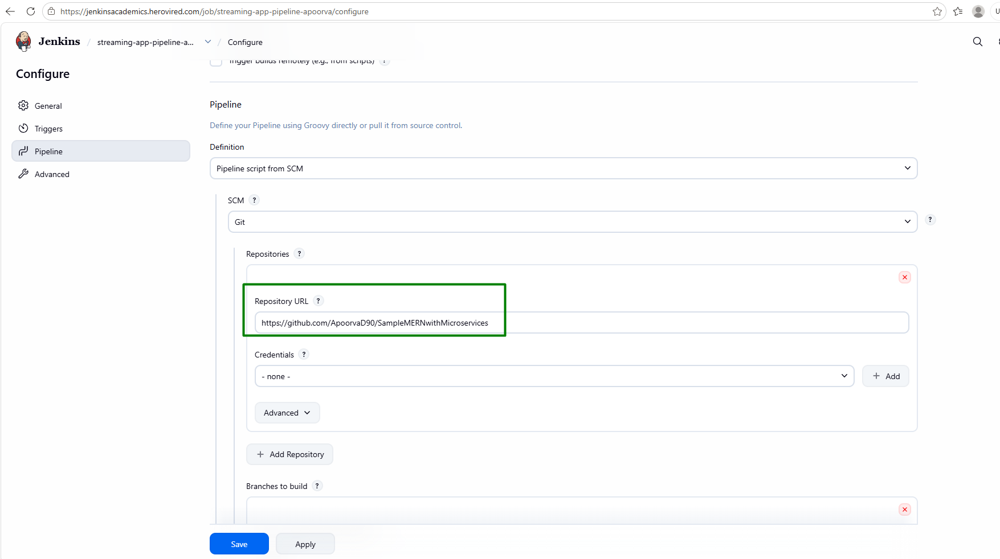 https://jenkinsacademics.herovired.com/job/streaming-app-pipeline-apoorva/configure
Jenkins / streaming-app-pipeline-a... / Configure
Trigger builds remotely (e.g., from scripts) ?
Configure
General
Triggers
Pipeline
Advanced
Pipeline
Define your Pipeline using Groovy directly or pull it from source control.
Definition
Pipeline script from SCM
SCM ?
Git
?
Repositories ?
Repository URL ?
https://github.com/ApoorvaD90/SampleMERNwithMicroservices
Credentials ?
- none -
+ Add
Advanced
+ Add Repository
Branches to build ?
Save
Apply